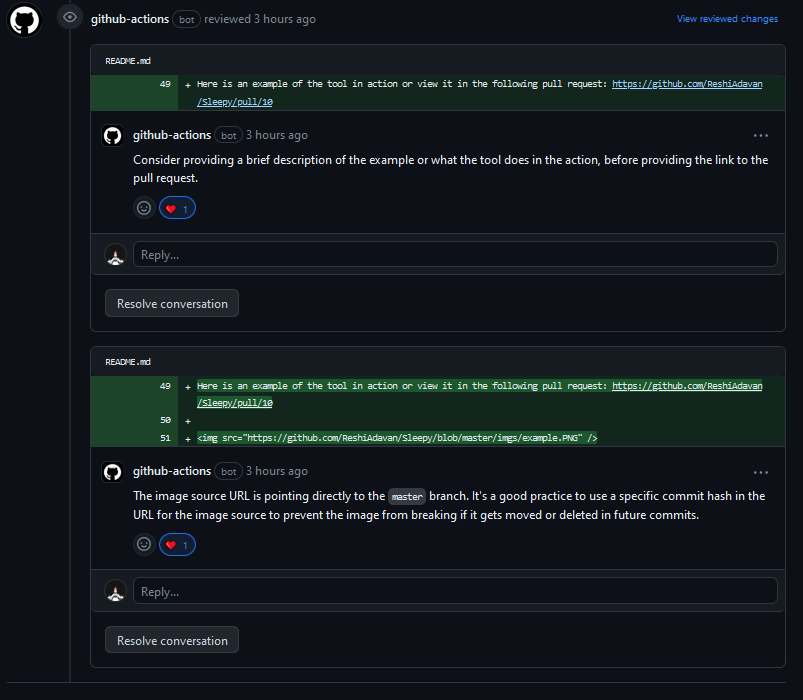 github-actions bot reviewed 3 hours ago
View reviewed changes
README.md
49 + Here is an example of the tool in action or view it in the following pull request: https://github.com/ReshiAdavan
/Sleepy/pull/10
github-actions bot 3 hours ago ...
Consider providing a brief description of the example or what the tool does in the action, before providing the link to the
pull request.
1
Reply...
Resolve conversation
README.md
49 + Here is an example of the tool in action or view it in the following pull request: https://github.com/ReshiAdavan
/Sleepy/pull/10
50 +
51 + <img src="https://github.com/ReshiAdavan/Sleepy/blob/master/imgs/example.PNG" />
github-actions bot 3 hours ago ...
The image source URL is pointing directly to the master branch. It's a good practice to use a specific commit hash in the
URL for the image source to prevent the image from breaking if it gets moved or deleted in future commits.
1
Reply...
Resolve conversation